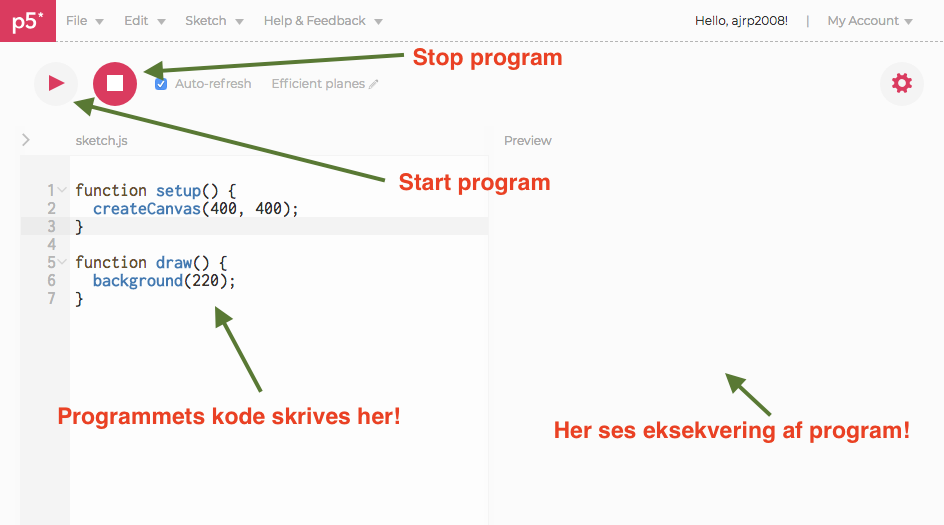 p5* File Edit Sketch Help & Feedback Hello, ajrp2008! | My Account
Stop program
Auto-refresh Efficient planes
sketch.js Preview
Start program
1 function setup() {
2   createCanvas(400, 400);
3 }
4
5 function draw() {
6   background(220);
7 }
Programmets kode skrives her!
Her ses eksekvering af program!